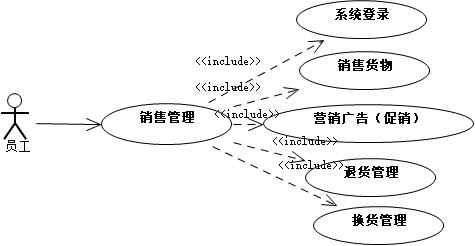 系统登录
<<include>>
销售货物
<<include>>
销售管理
<<include>>
营销广告（促销）
员工
<<include>>
<<include>>
退货管理
换货管理